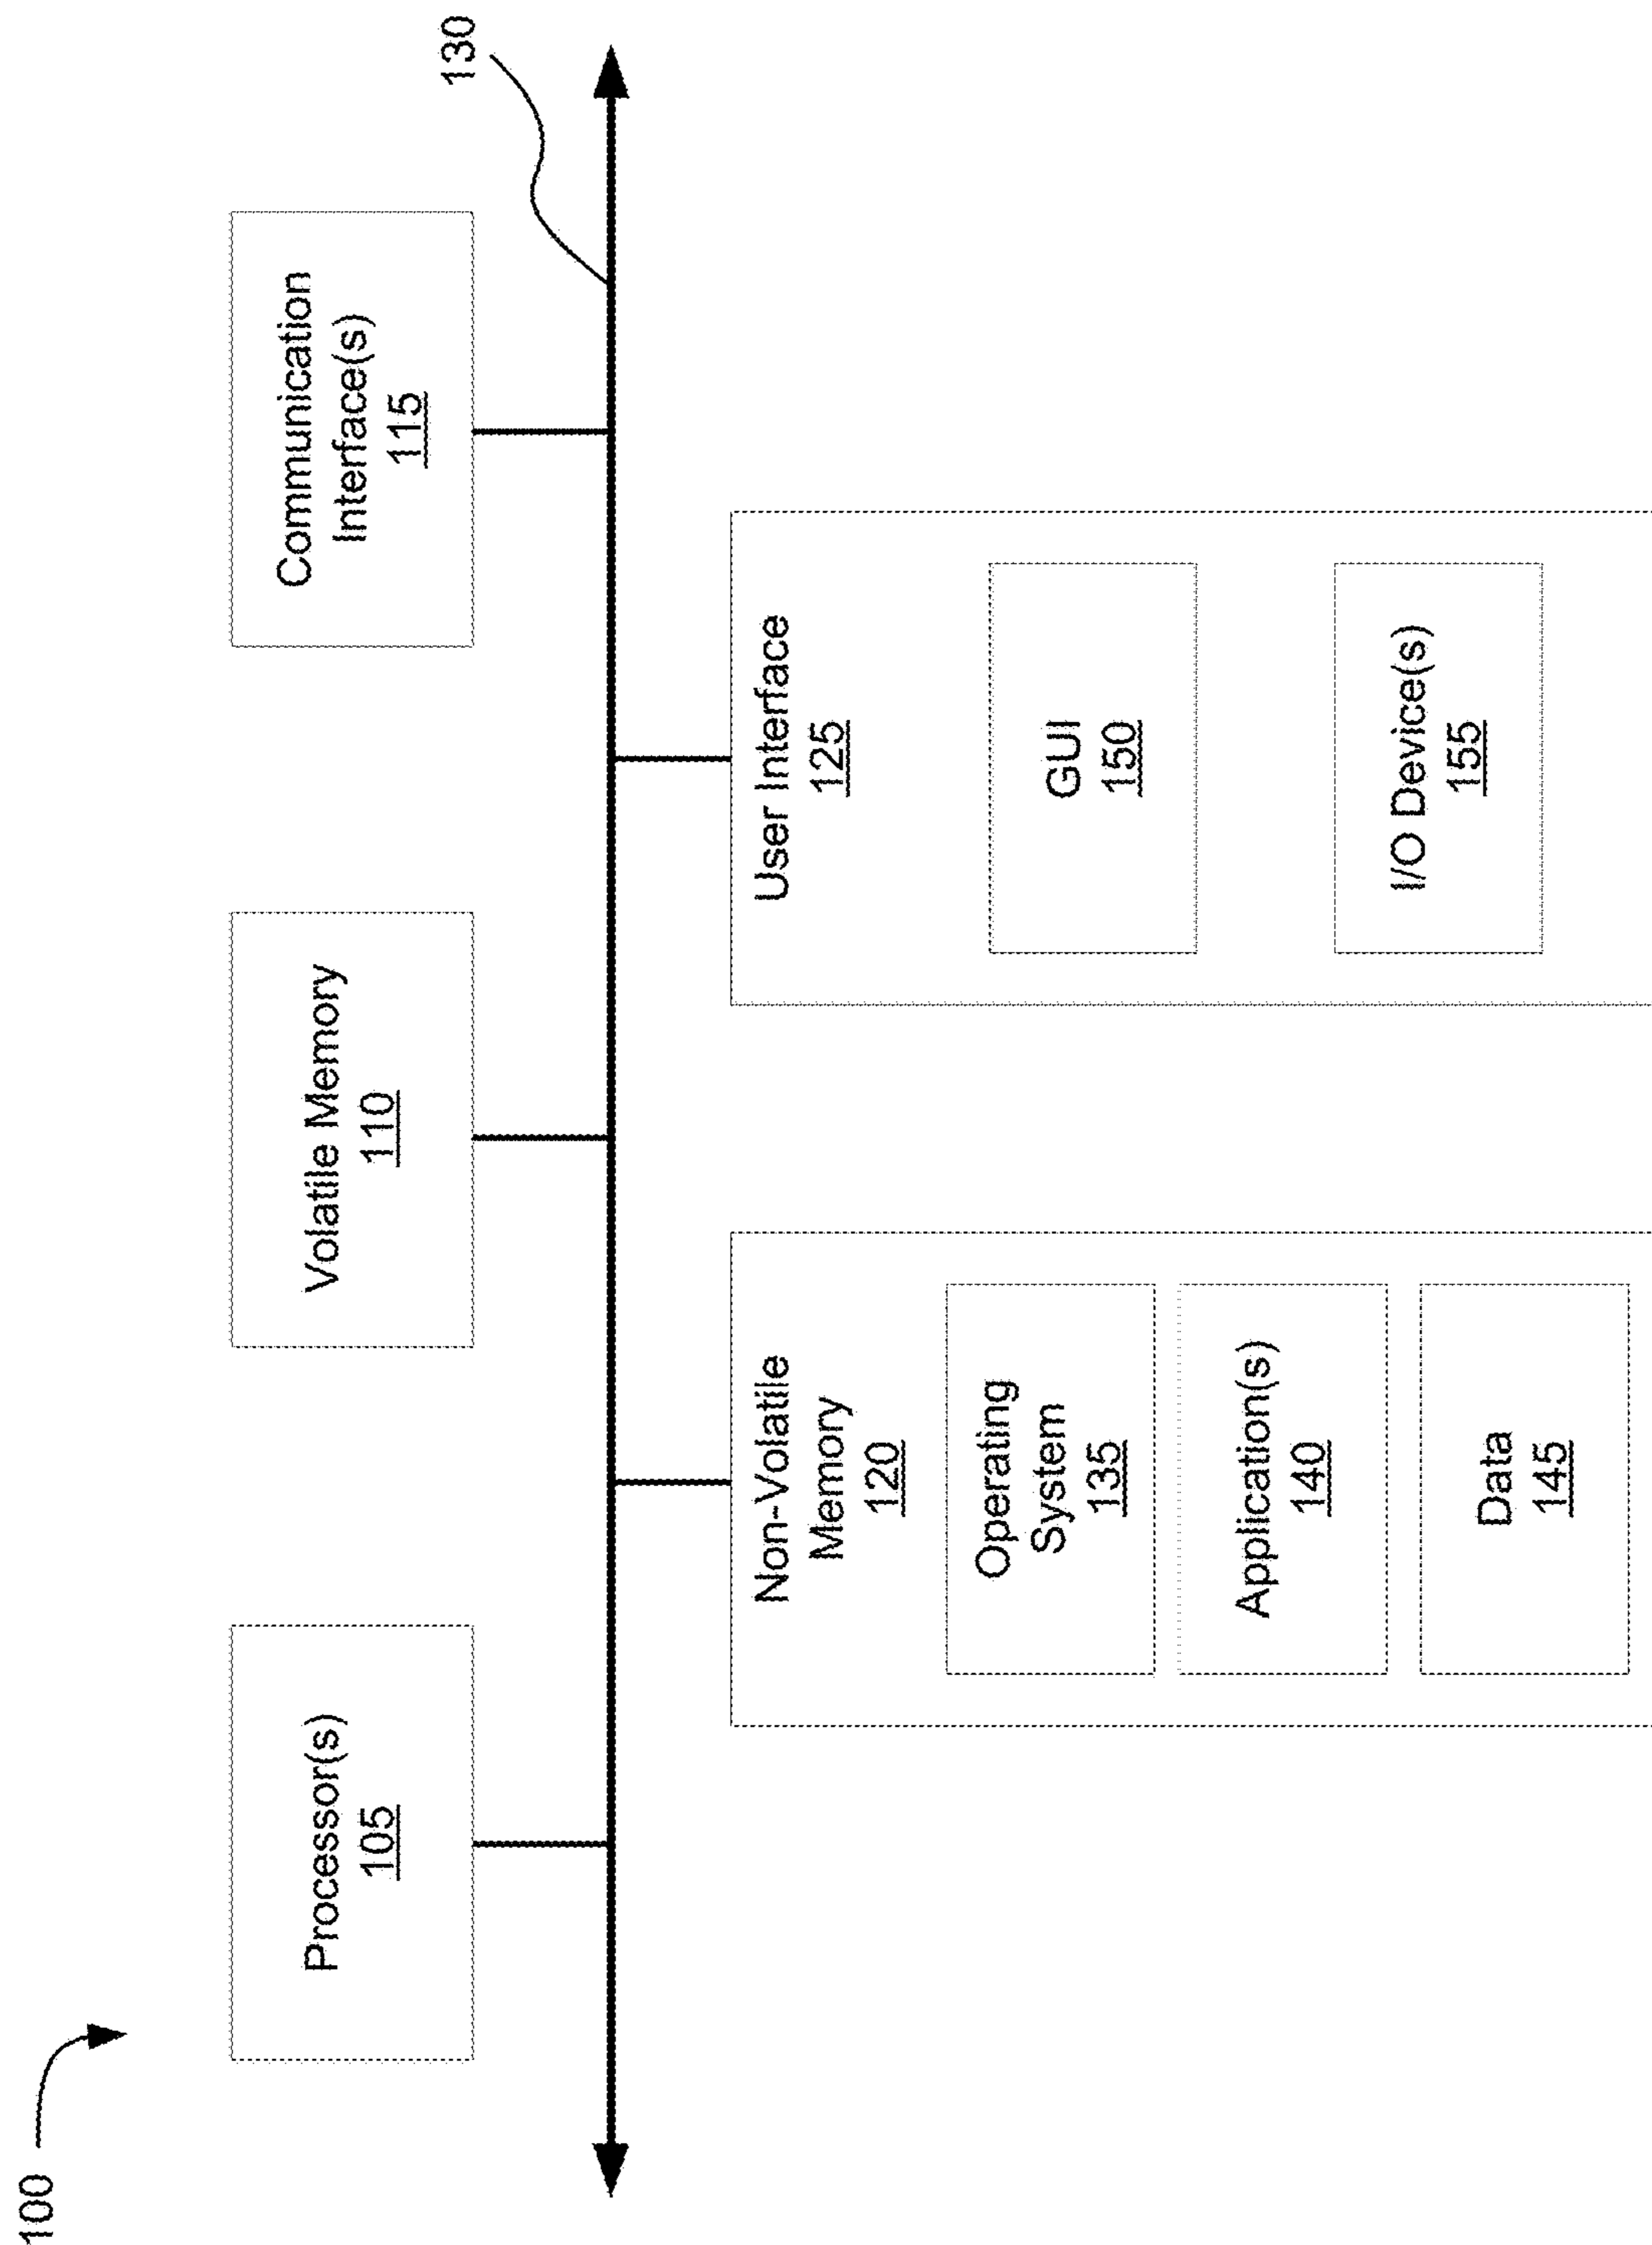 100
Processor(s)
105
Volatile Memory
110
Communication
Interface(s)
115
130
Non-Volatile
Memory
120
Operating
System
135
Application(s)
140
Data
145
User Interface
125
GUI
150
I/O Device(s)
155